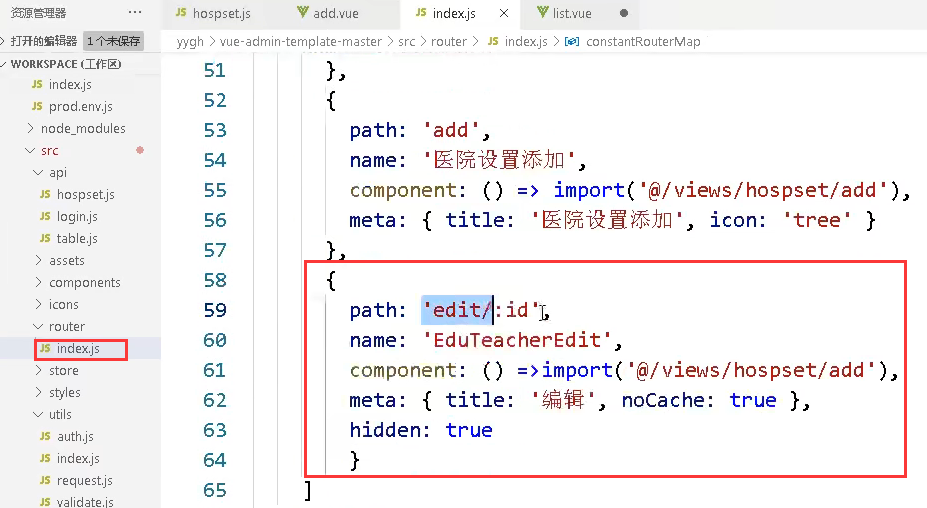 资源管理器 ···
打开的编辑器 1 个未保存
WORKSPACE (工作区)
JS index.js
JS prod.env.js
node_modules
src
api
JS hospset.js
JS login.js
JS table.js
assets
components
icons
router
JS index.js
store
styles
utils
JS auth.js
JS index.js
JS request.js
JS validate.js
JS hospset.js add.vue JS index.js × list.vue ●
yygh > vue-admin-template-master > src > router > JS index.js > constantRouterMap
51 },
52 {
53 path: 'add',
54 name: '医院设置添加',
55 component: () => import('@/views/hospset/add'),
56 meta: { title: '医院设置添加', icon: 'tree' }
57 },
58 {
59 path: 'edit/:id',
60 name: 'EduTeacherEdit',
61 component: () =>import('@/views/hospset/add'),
62 meta: { title: '编辑', noCache: true },
63 hidden: true
64 }
65 ]